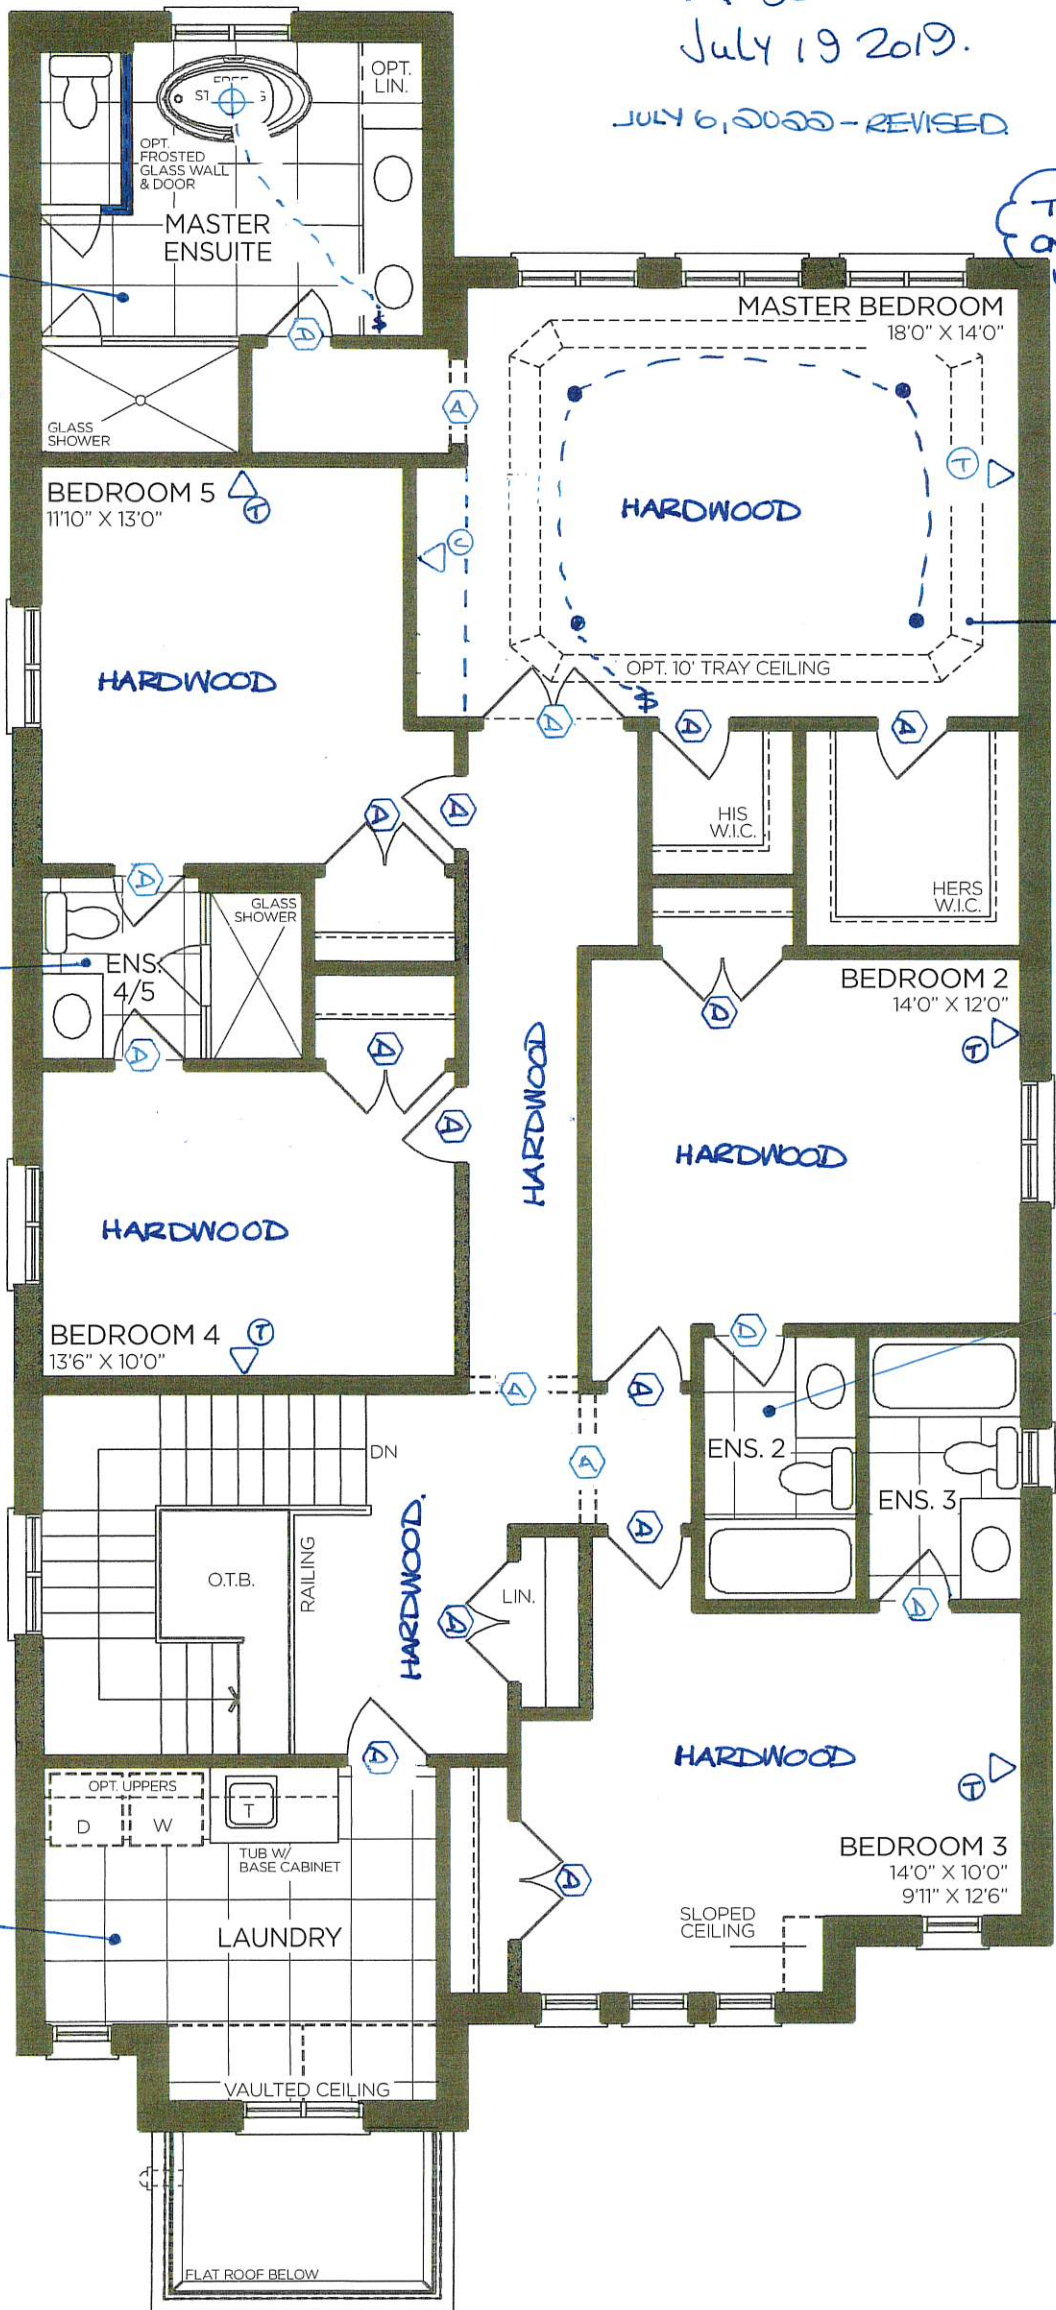 July 19 2019.
JULY 6, 2022 - REVISED.
OPT.
LIN.
OPT.
FROSTED
GLASS WALL
& DOOR
MASTER
ENSUITE
$
D
GLASS
SHOWER
A
MASTER BEDROOM
18'0" X 14'0"
T
HARDWOOD
C
OPT. 10' TRAY CEILING
$
D
D
D
BEDROOM 5
11'10" X 13'0"
T
HARDWOOD
D
D
HIS
W.I.C.
HERS
W.I.C.
D
GLASS
SHOWER
ENS.
4/5
D
D
D
BEDROOM 2
14'0" X 12'0"
T
D
HARDWOOD
HARDWOOD
HARDWOOD
BEDROOM 4
13'6" X 10'0"
T
A
A
D
D
D
ENS. 2
ENS. 3
D
DN
O.T.B.
RAILING
HARDWOOD.
LIN.
D
D
OPT. UPPERS
D
W
T
TUB W/
BASE CABINET
LAUNDRY
VAULTED CEILING
FLAT ROOF BELOW
HARDWOOD
T
BEDROOM 3
14'0" X 10'0"
9'11" X 12'6"
D
SLOPED
CEILING